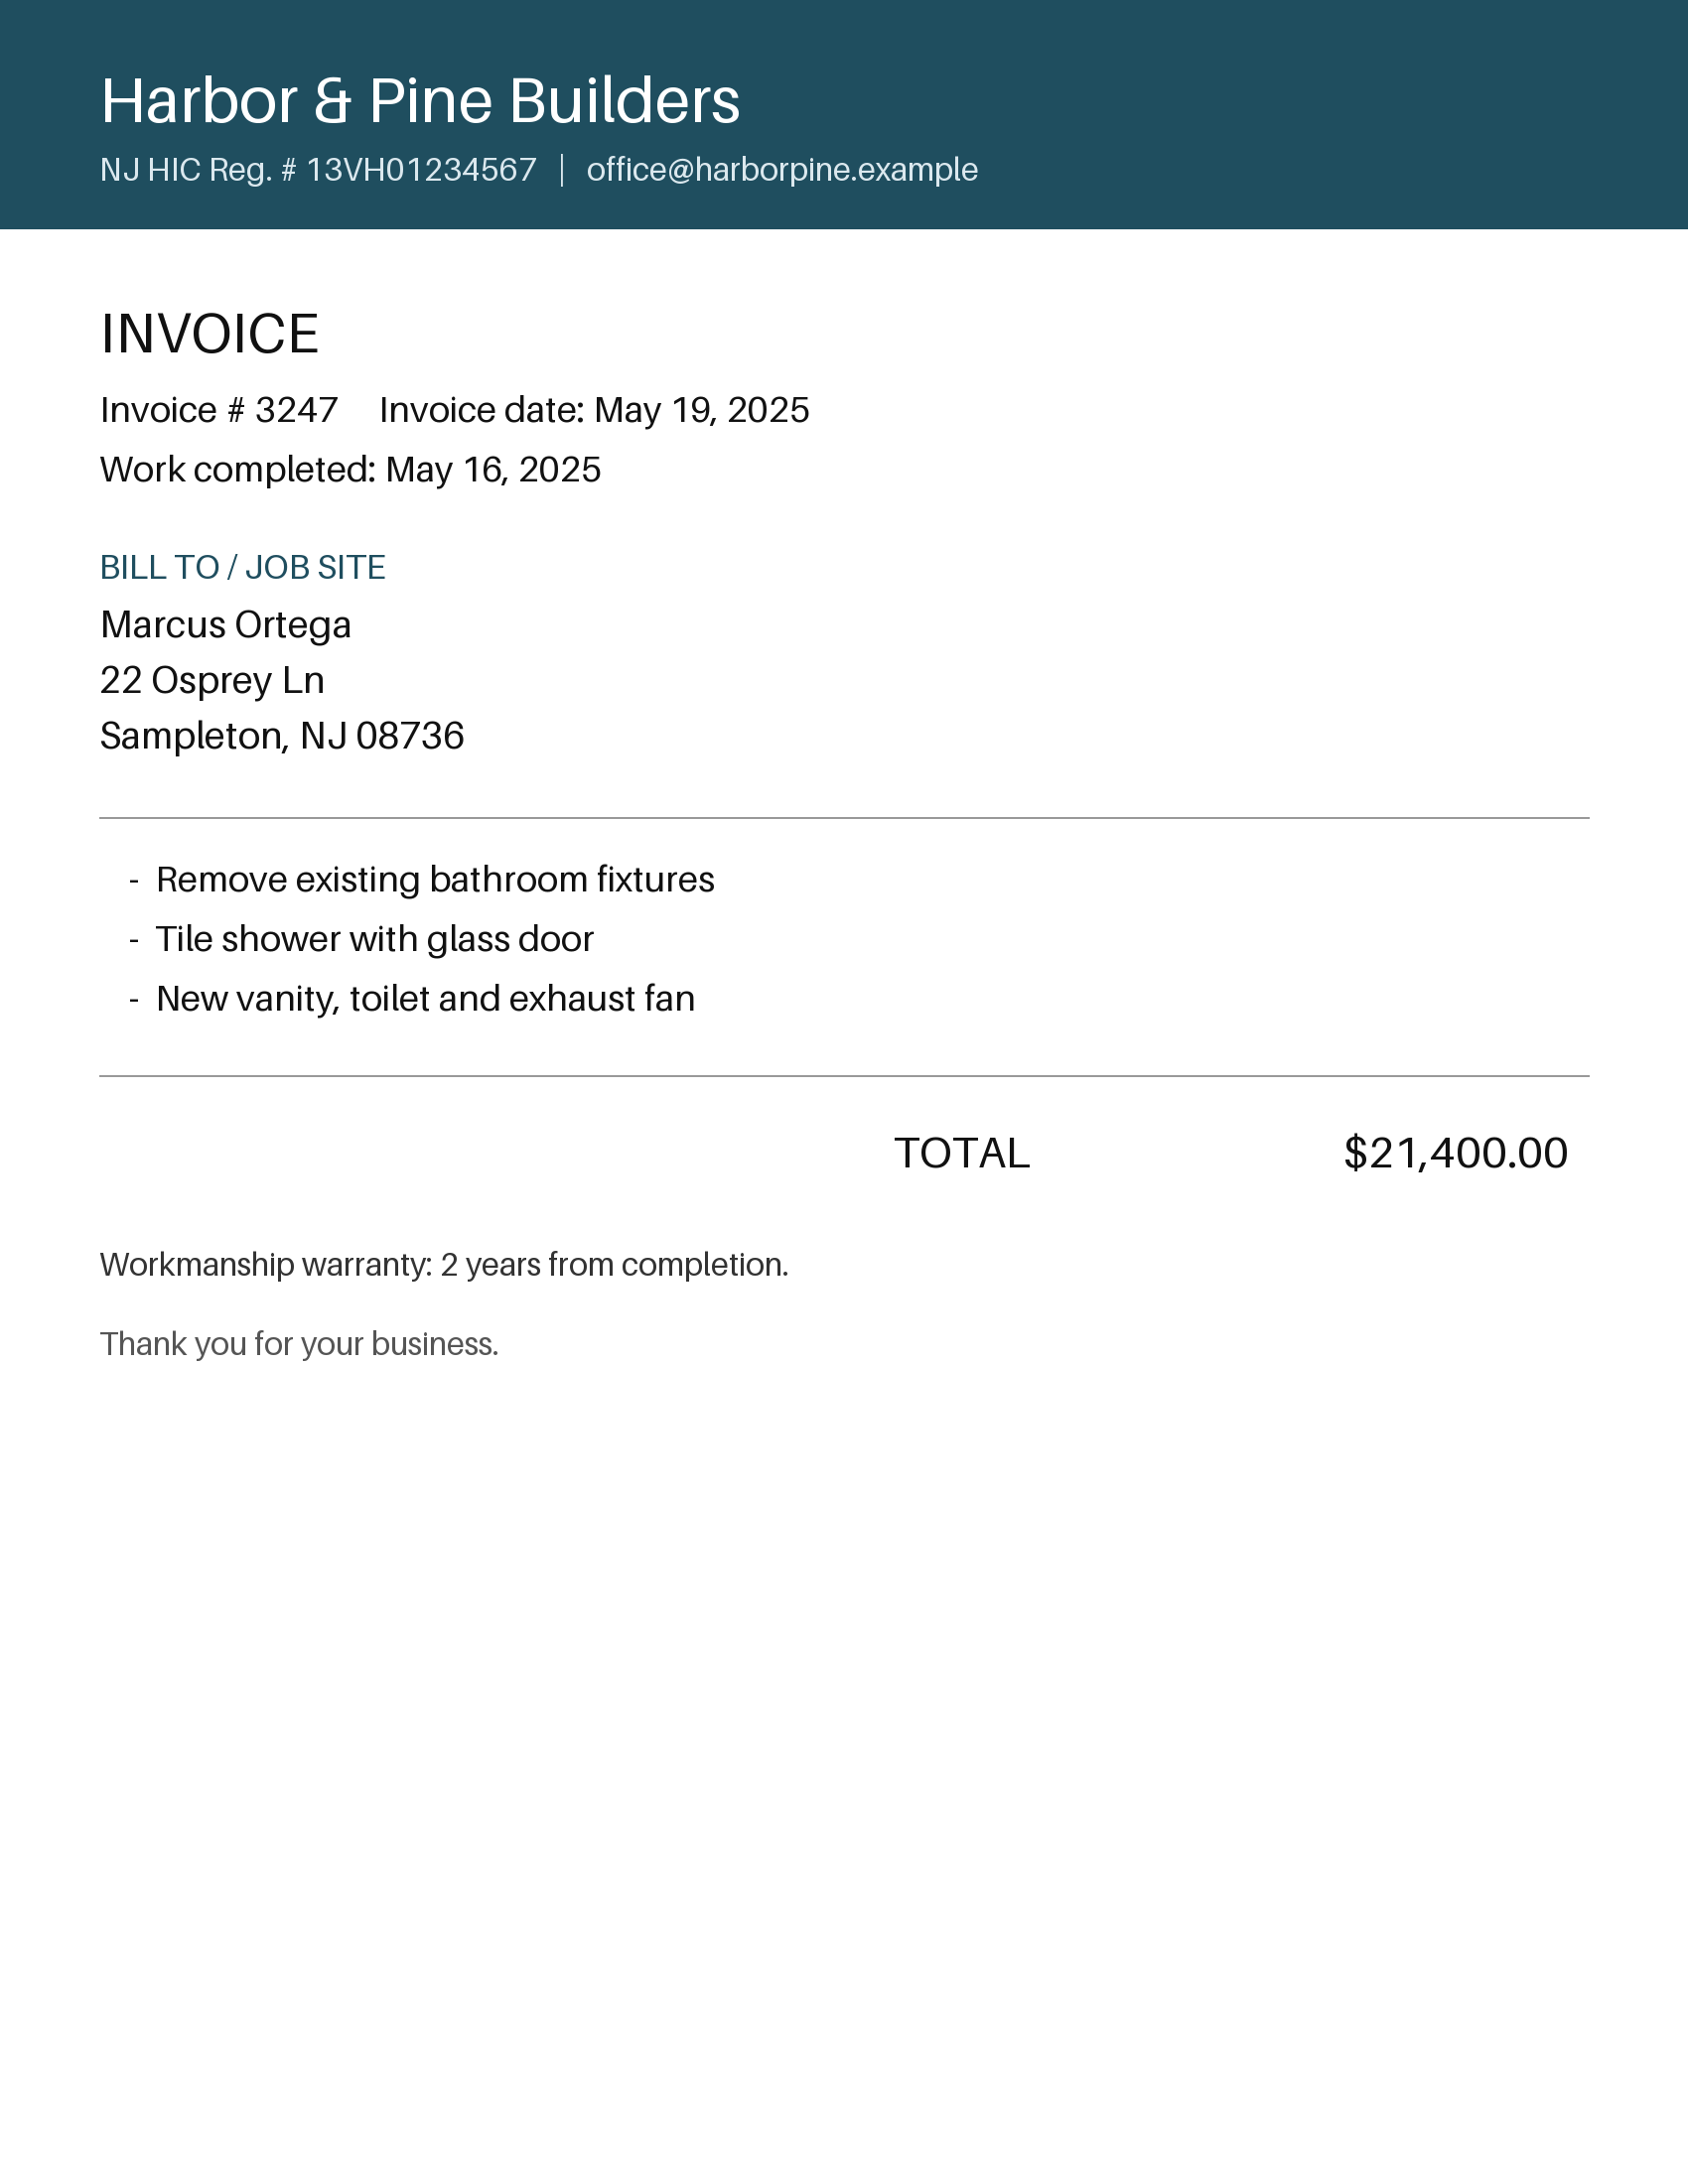 Harbor & Pine Builders
NJ HIC Reg. # 13VH01234567 | office@harborpine.example
INVOICE
Invoice # 3247 Invoice date: May 19, 2025
Work completed: May 16, 2025
BILL TO / JOB SITE
Marcus Ortega
22 Osprey Ln
Sampleton, NJ 08736
- Remove existing bathroom fixtures
- Tile shower with glass door
- New vanity, toilet and exhaust fan
TOTAL $21,400.00
Workmanship warranty: 2 years from completion.
Thank you for your business.